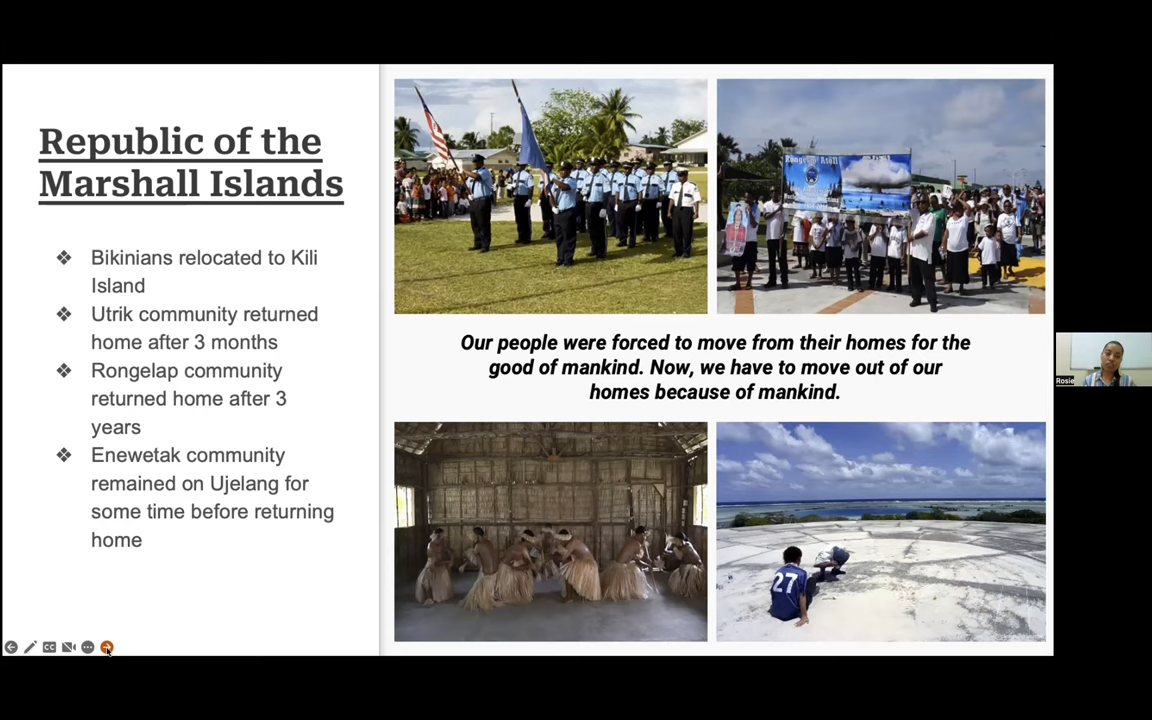 Republic of the
Marshall Islands
❖ Bikinians relocated to Kili
Island
❖ Utrik community returned
home after 3 months
❖ Rongelap community
returned home after 3
years
❖ Enewetak community
remained on Ujelang for
some time before returning
home
Our people were forced to move from their homes for the
good of mankind. Now, we have to move out of our
homes because of mankind.
27
Rosie
CC